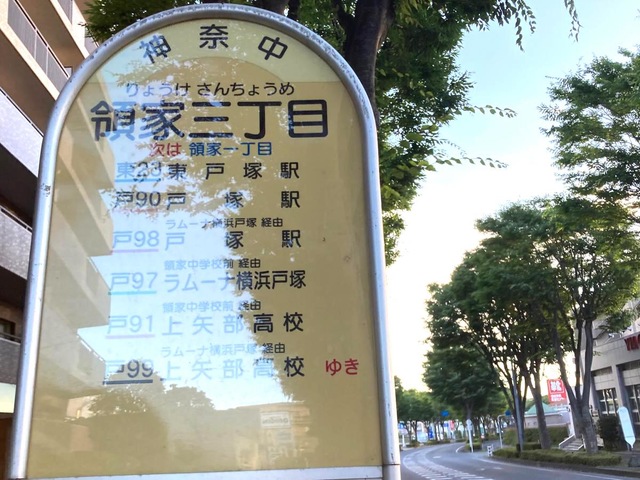 神奈中
りょうけ さんちょうめ
領家三丁目
次は 領家一丁目
東23 東戸塚駅
戸90 戸塚駅
ラムーナ横浜戸塚 経由
戸98 戸塚駅
領家中学校前 経由
戸97 ラムーナ横浜戸塚
領家中学校前 経由
戸91 上矢部高校
ラムーナ横浜戸塚 経由
戸99 上矢部高校 ゆき